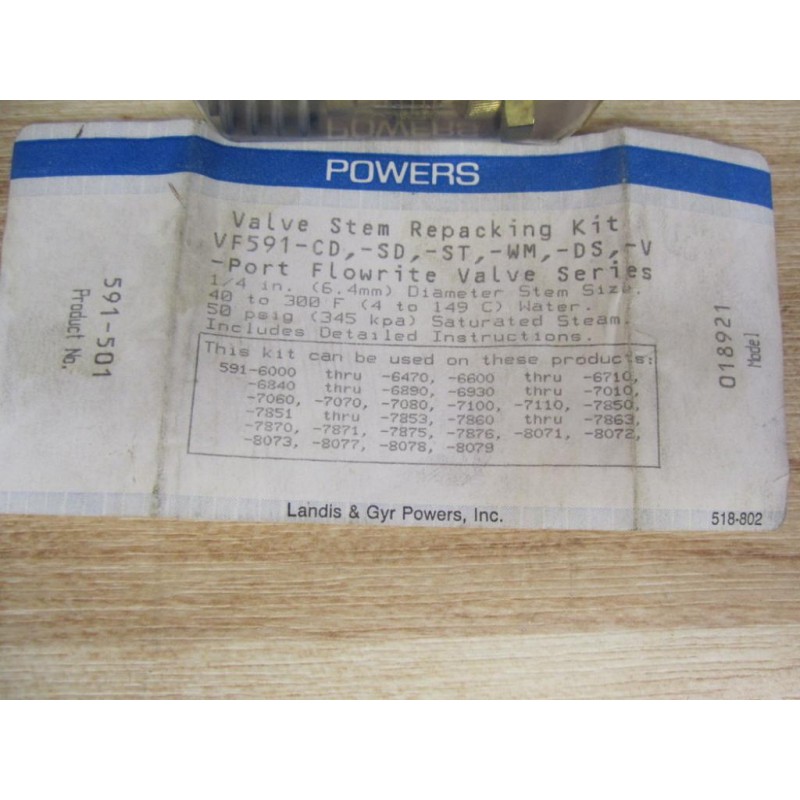 POWERS
POWERS
Valve Stem Repacking Kit
VF591-CD,-SD,-ST,-WM,-DS,-V
-Port Flowrite Valve Series
1/4 in. (6.4mm) Diameter Stem Size.
40 to 300 F (4 to 149 C) Water.
50 psig (345 kpa) Saturated Steam.
Includes Detailed Instructions.
This kit can be used on these products:
591-6000 thru -6470, -6600 thru -6710,
-6840 thru -6890, -6930 thru -7010,
-7060, -7070, -7080, -7100, -7110, -7850,
-7851 thru -7853, -7860 thru -7863,
-7870, -7871, -7875, -7876, -8071, -8072,
-8073, -8077, -8078, -8079
591-501
Product No.
018921
Model
Landis & Gyr Powers, Inc.
518-802